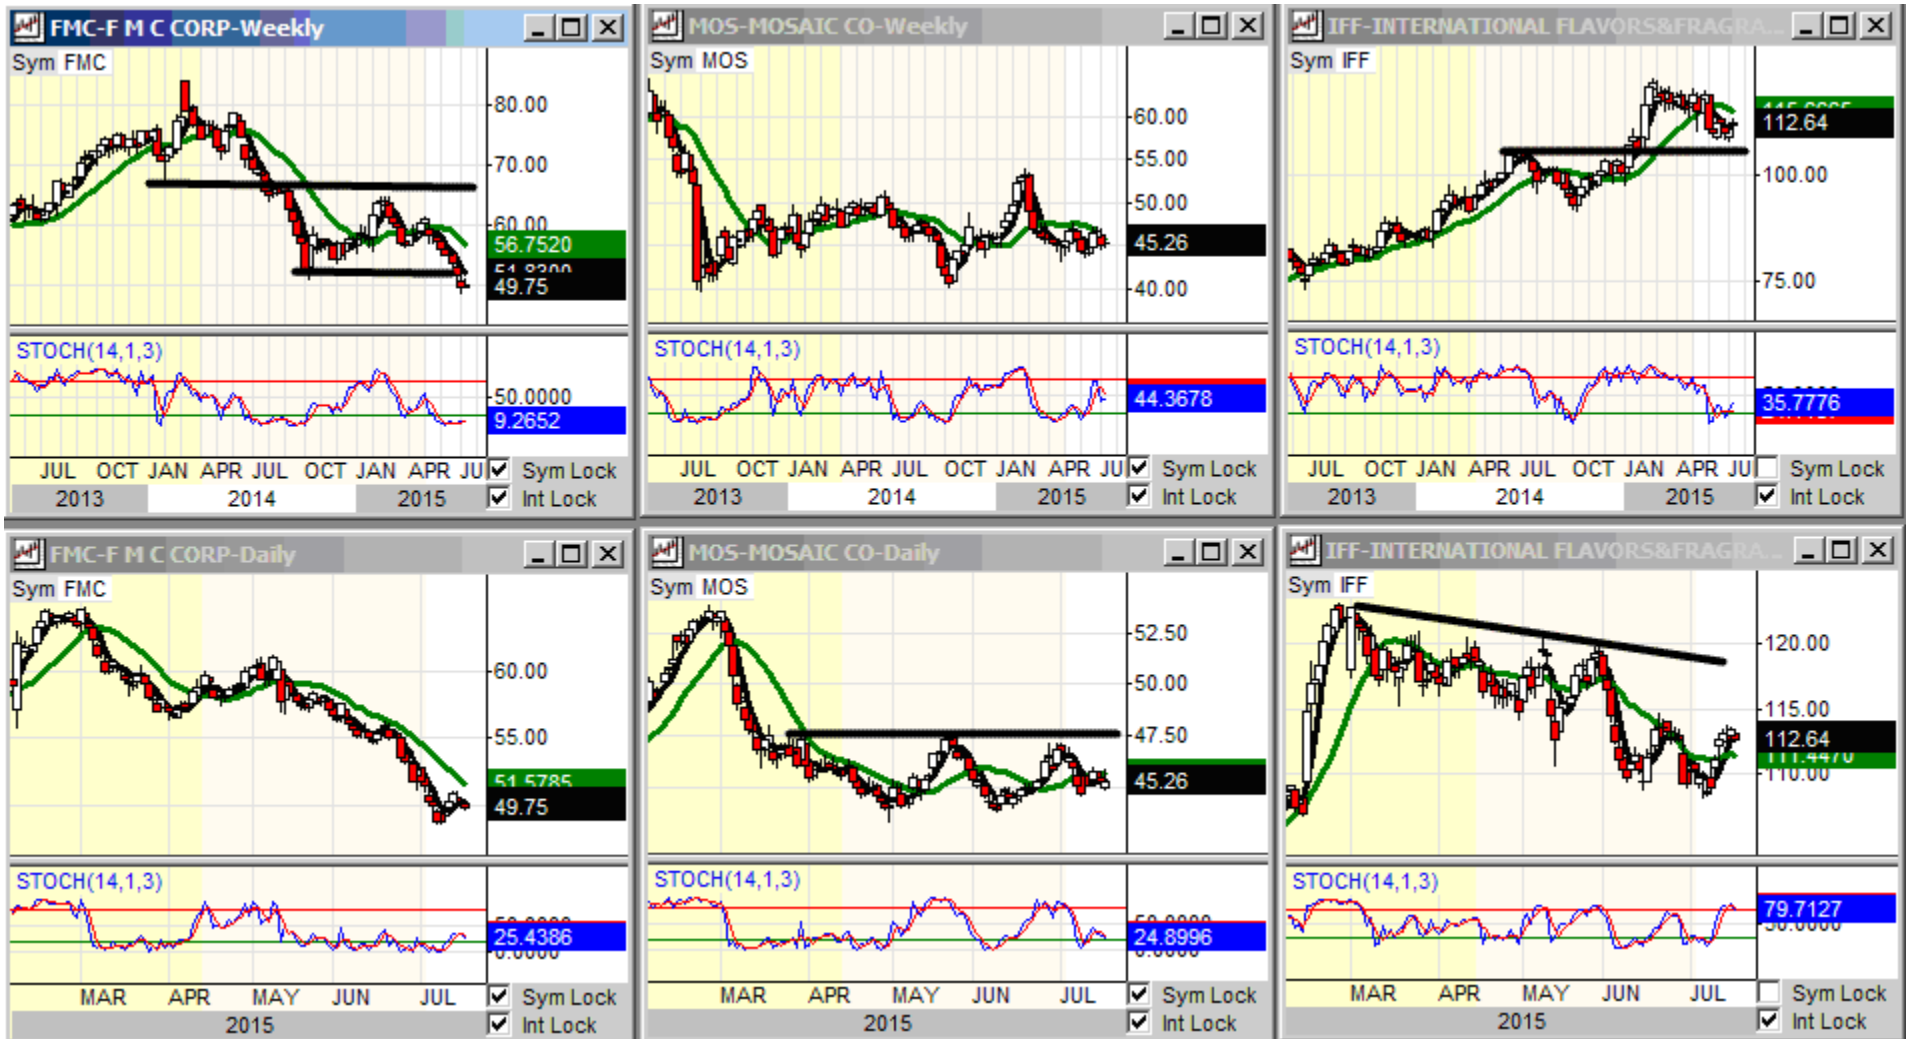 FMC-F M C CORP-Weekly
Sym FMC
80.00
70.00
60.00
56.7520
51.8300
49.75
STOCH(14,1,3)
50.0000
9.2652
JUL OCT JAN APR JUL OCT JAN APR JU
2013 2014 2015
Sym Lock
Int Lock
MOS-MOSAIC CO-Weekly
Sym MOS
60.00
55.00
50.00
45.26
40.00
STOCH(14,1,3)
44.3678
JUL OCT JAN APR JUL OCT JAN APR JU
2013 2014 2015
Sym Lock
Int Lock
IFF-INTERNATIONAL FLAVORS&FRAGRA...
Sym IFF
112.64
100.00
75.00
STOCH(14,1,3)
35.7776
JUL OCT JAN APR JUL OCT JAN APR JU
2013 2014 2015
Sym Lock
Int Lock
FMC-F M C CORP-Daily
Sym FMC
60.00
55.00
51.5785
49.75
STOCH(14,1,3)
25.4386
0.0000
MAR APR MAY JUN JUL
2015
Sym Lock
Int Lock
MOS-MOSAIC CO-Daily
Sym MOS
52.50
50.00
47.50
45.26
STOCH(14,1,3)
24.8996
0.0000
MAR APR MAY JUN JUL
2015
Sym Lock
Int Lock
IFF-INTERNATIONAL FLAVORS&FRAGRA...
Sym IFF
120.00
115.00
112.64
111.4470
110.00
STOCH(14,1,3)
79.7127
MAR APR MAY JUN JUL
2015
Sym Lock
Int Lock